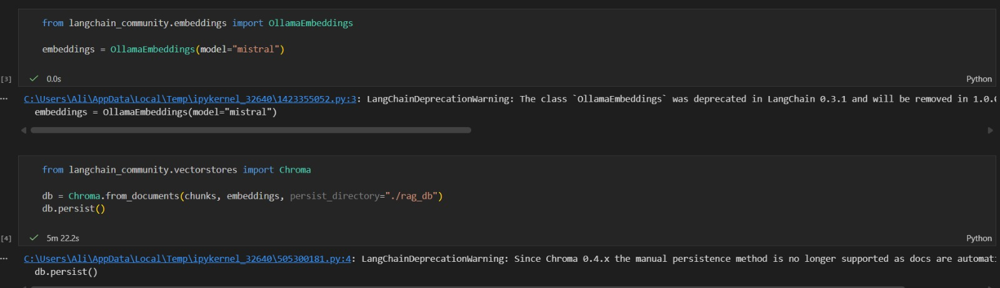 from langchain_community.embeddings import OllamaEmbeddings
embeddings = OllamaEmbeddings(model="mistral")
[3]
0.0s
Python
... C:\Users\Ali\AppData\Local\Temp\ipykernel_32640\1423355052.py:3: LangChainDeprecationWarning: The class `OllamaEmbeddings` was deprecated in LangChain 0.3.1 and will be removed in 1.0.
embeddings = OllamaEmbeddings(model="mistral")
from langchain_community.vectorstores import Chroma
db = Chroma.from_documents(chunks, embeddings, persist_directory="./rag_db")
db.persist()
[4]
5m 22.2s
Python
... C:\Users\Ali\AppData\Local\Temp\ipykernel_32640\505300181.py:4: LangChainDeprecationWarning: Since Chroma 0.4.x the manual persistence method is no longer supported as docs are automati
db.persist()